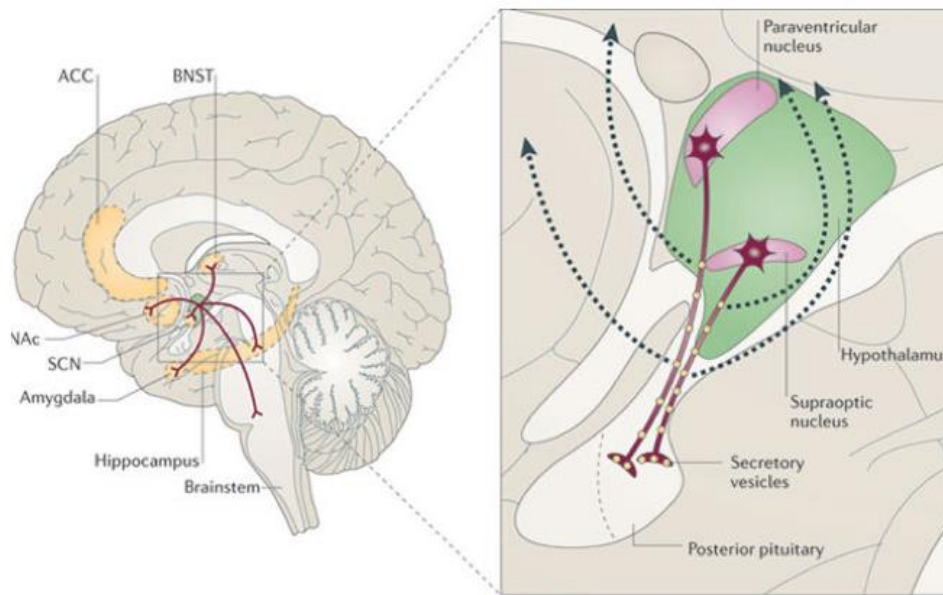 ACC
BNST
NAc
SCN
Amygdala
Hippocampus
Brainstem
Paraventricular
nucleus
Hypothalamu
Supraoptic
nucleus
Secretory
vesicles
Posterior pituitary